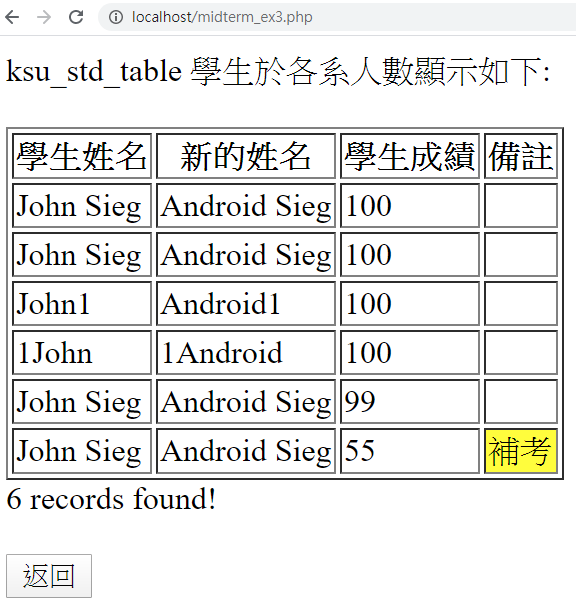 localhost/midterm_ex3.php
ksu_std_table 學生於各系人數顯示如下:
學生姓名 新的姓名 學生成績 備註
John Sieg Android Sieg 100
John Sieg Android Sieg 100
John1 Android1 100
1John 1Android 100
John Sieg Android Sieg 99
John Sieg Android Sieg 55 補考
6 records found!
返回